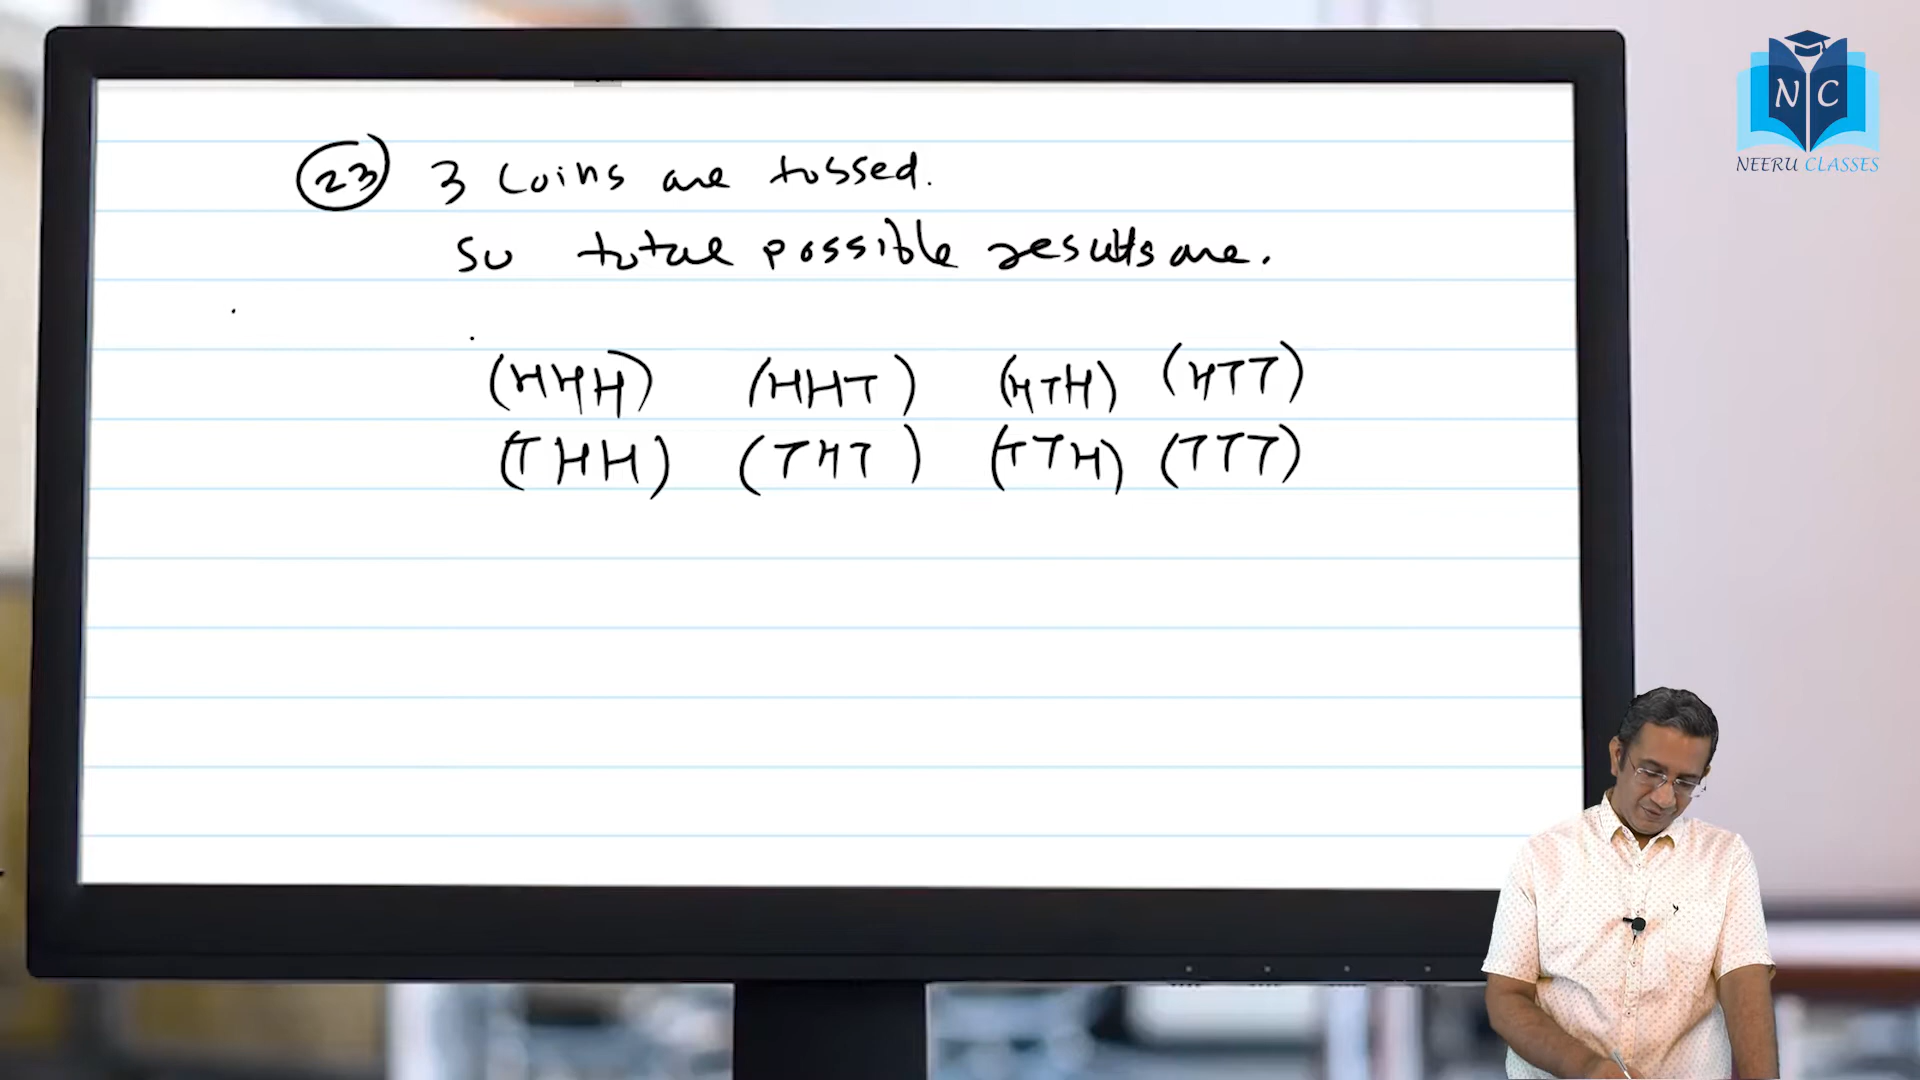 N C
NEERU CLASSES
23 3 coins are tossed.
So total possible results are.
(HHH) (HHT) (HTH) (HTT)
(THH) (THT) (TTH) (TTT)